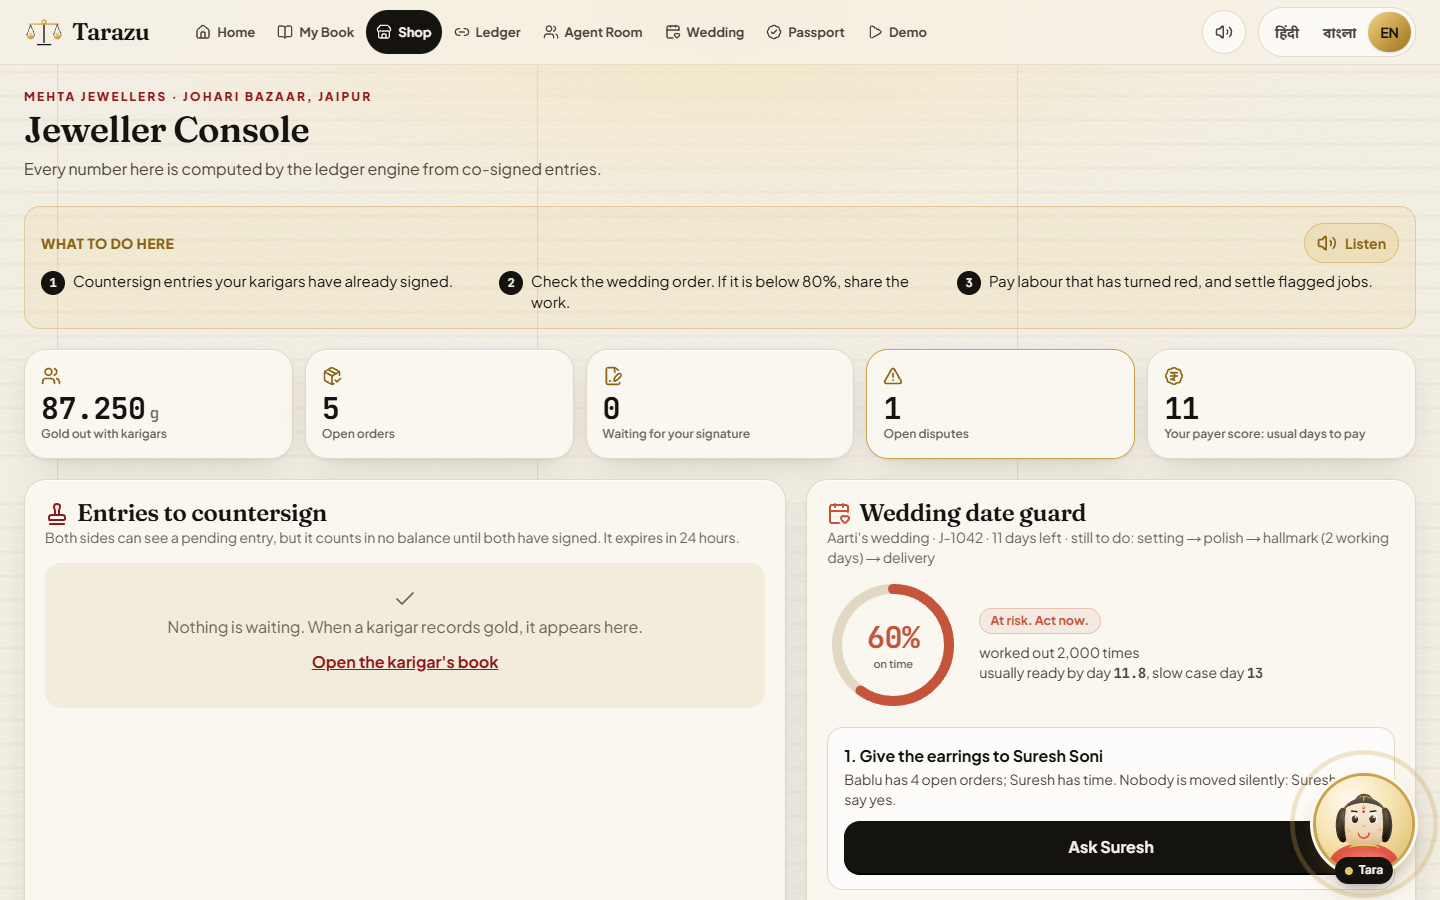 Tarazu
Home
My Book
Shop
Ledger
Agent Room
Wedding
Passport
Demo
हिंदी
বাংলা
EN
MEHTA JEWELLERS · JOHARI BAZAAR, JAIPUR
Jeweller Console
Every number here is computed by the ledger engine from co-signed entries.
WHAT TO DO HERE
Listen
1 Countersign entries your karigars have already signed.
2 Check the wedding order. If it is below 80%, share the
work.
3 Pay labour that has turned red, and settle flagged jobs.
87.250 g
Gold out with karigars
5
Open orders
0
Waiting for your signature
1
Open disputes
11
Your payer score: usual days to pay
Entries to countersign
Both sides can see a pending entry, but it counts in no balance until both have signed. It expires in 24 hours.
Nothing is waiting. When a karigar records gold, it appears here.
Open the karigar's book
Wedding date guard
Aarti's wedding · J-1042 · 11 days left · still to do: setting → polish → hallmark (2 working
days) → delivery
60%
on time
At risk. Act now.
worked out 2,000 times
usually ready by day 11.8, slow case day 13
1. Give the earrings to Suresh Soni
Bablu has 4 open orders; Suresh has time. Nobody is moved silently: Suresh
say yes.
Ask Suresh
Tara